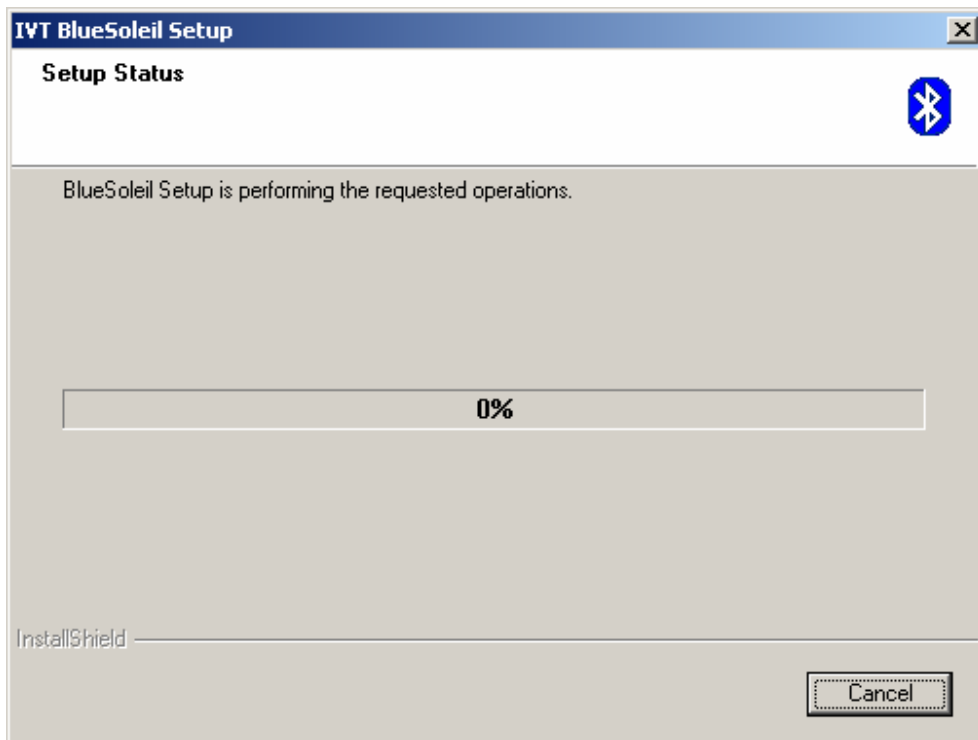 IVT BlueSoleil Setup
Setup Status
BlueSoleil Setup is performing the requested operations.
0%
InstallShield
Cancel